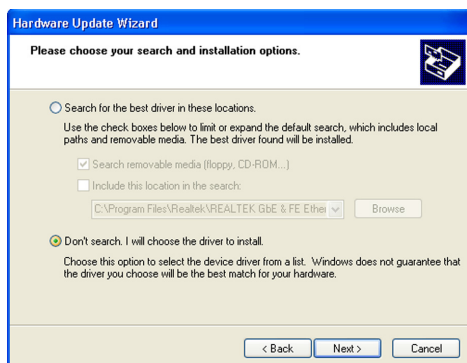 Hardware Update Wizard
Please choose your search and installation options.
Search for the best driver in these locations.
Use the check boxes below to limit or expand the default search, which includes local
paths and removable media. The best driver found will be installed.
Search removable media (floppy, CD-ROM...)
Include this location in the search:
C:\Program Files\Realtek\REALTEK GbE & FE Ether
Browse
Don't search. I will choose the driver to install.
Choose this option to select the device driver from a list. Windows does not guarantee that
the driver you choose will be the best match for your hardware.
< Back
Next >
Cancel